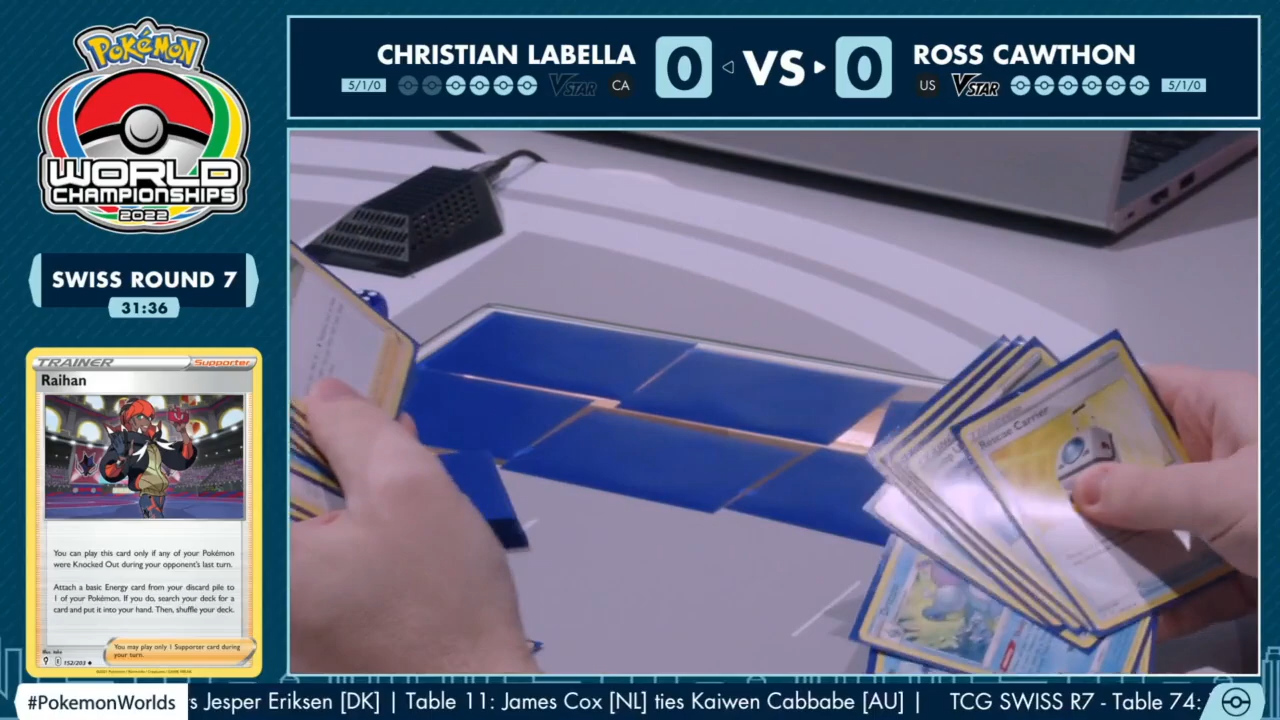 Pokémon
WORLD
CHAMPIONSHIPS
2022
SWISS ROUND 7
31:36
CHRISTIAN LABELLA
0
VS
0
ROSS CAWTHON
5/1/0
VSTAR
CA
US
VSTAR
5/1/0
TRAINER
Supporter
Raihan
You can play this card only if any of your Pokémon
were Knocked Out during your opponent's last turn.
Attach a basic Energy card from your discard pile to
1 of your Pokémon. If you do, search your deck for a
card and put it into your hand. Then, shuffle your deck.
You may play only 1 Supporter card during
your turn.
152/203
TRAINER
Rescue Carrier
#PokemonWorlds
s Jesper Eriksen [DK] | Table 11: James Cox [NL] ties Kaiwen Cabbabe [AU] |
TCG SWISS R7 - Table 74: